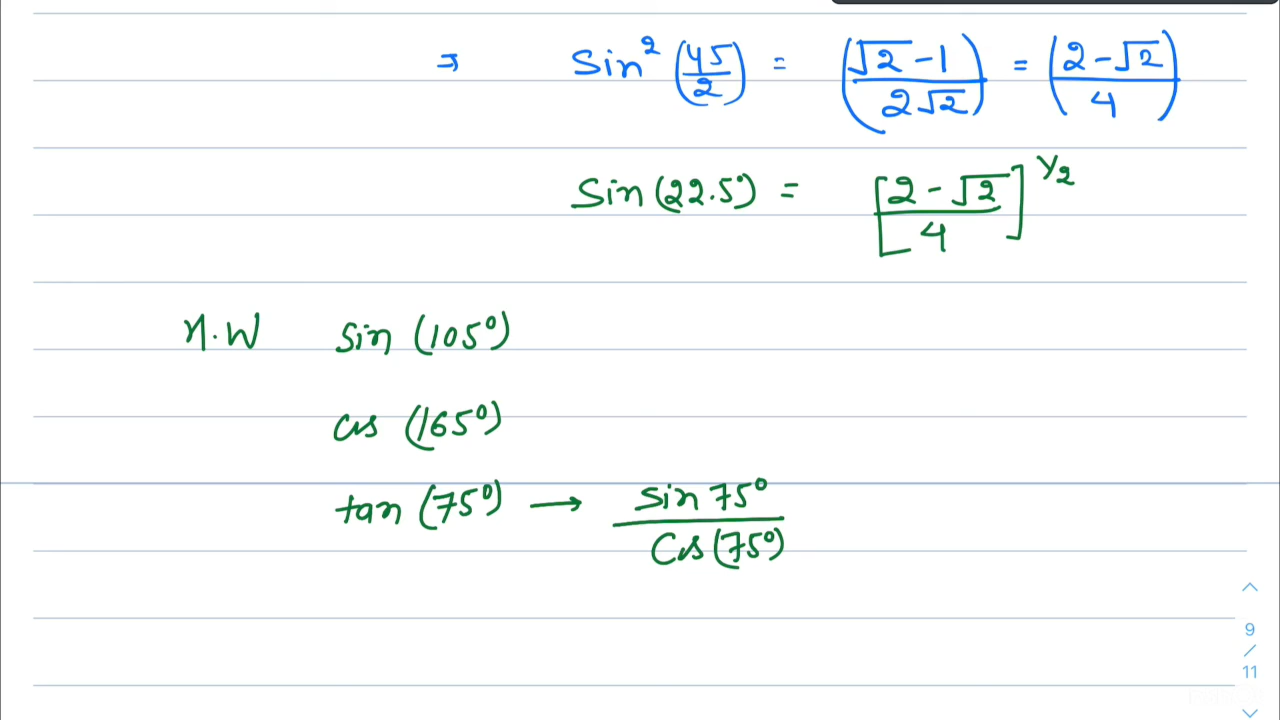 ⇒ Sin² (45/2) = (√2 - 1 / 2√2) = (2 - √2 / 4)
Sin (22.5°) = [2 - √2 / 4]^1/2
H.W Sin (105°)
cos (165°)
tan (75°) → Sin 75° / Cos (75°)
9
/
11